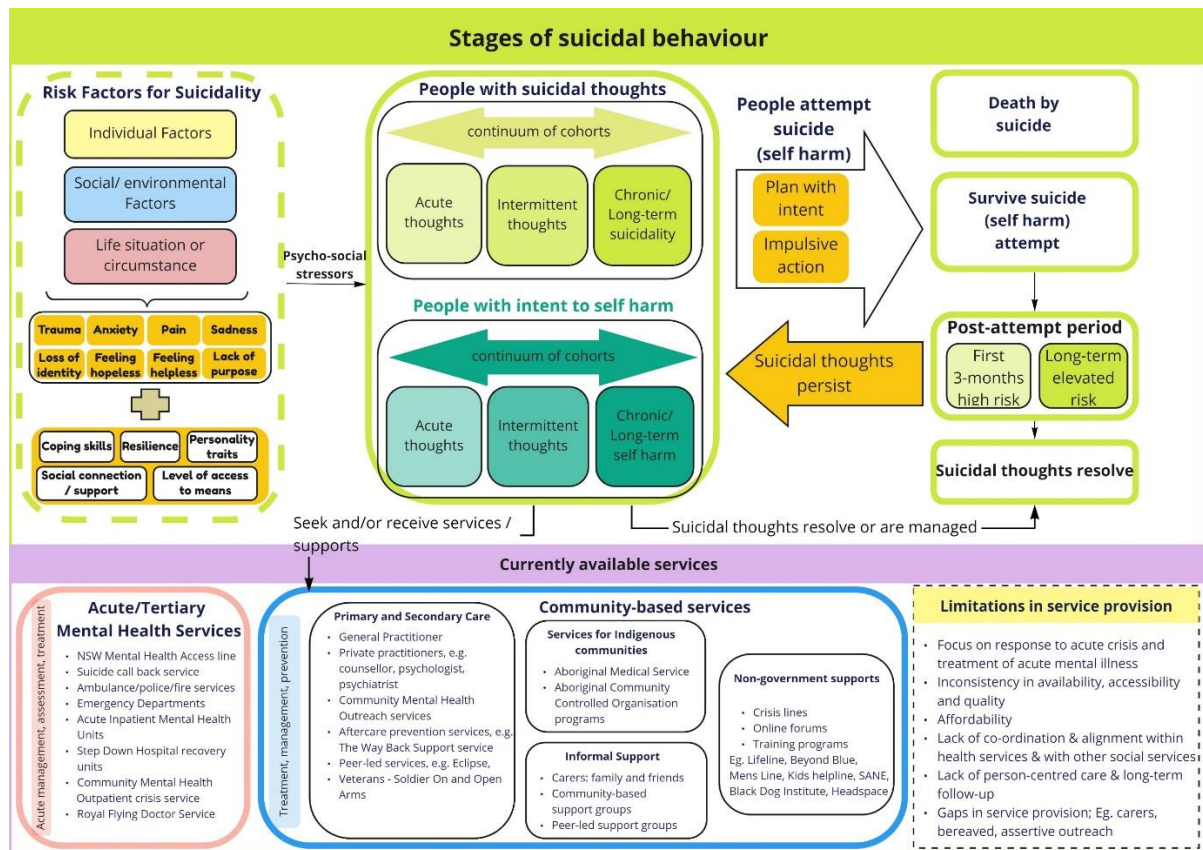 Stages of suicidal behaviour
Risk Factors for Suicidality
Individual Factors
Social/ environmental
Factors
Life situation or
circumstance
Trauma
Anxiety
Pain
Sadness
Loss of
identity
Feeling
hopeless
Feeling
helpless
Lack of
purpose
Coping skills
Resilience
Personality
traits
Social connection
/ support
Level of access
to means
Psycho-social
stressors
People with suicidal thoughts
continuum of cohorts
Acute
thoughts
Intermittent
thoughts
Chronic/
Long-term
suicidality
People with intent to self harm
continuum of cohorts
Acute
thoughts
Intermittent
thoughts
Chronic/
Long-term
self harm
People attempt
suicide
(self harm)
Plan with
intent
Impulsive
action
Suicidal thoughts
persist
Death by
suicide
Survive suicide
(self harm)
attempt
Post-attempt period
First
3-months
high risk
Long-term
elevated
risk
Suicidal thoughts resolve
Seek and/or receive services /
supports
Suicidal thoughts resolve or are managed
Currently available services
Acute management, assessment, treatment
Acute/Tertiary
Mental Health Services
• NSW Mental Health Access line
• Suicide call back service
• Ambulance/police/fire services
• Emergency Departments
• Acute Inpatient Mental Health
Units
• Step Down Hospital recovery
units
• Community Mental Health
Outpatient crisis service
• Royal Flying Doctor Service
Treatment, management, prevention
Community-based services
Primary and Secondary Care
• General Practitioner
• Private practitioners, e.g.
counsellor, psychologist,
psychiatrist
• Community Mental Health
Outreach services
• Aftercare prevention services, e.g.
The Way Back Support service
• Peer-led services, e.g. Eclipse,
• Veterans - Soldier On and Open
Arms
Services for Indigenous
communities
• Aboriginal Medical Service
• Aboriginal Community
Controlled Organisation
programs
Informal Support
• Carers: family and friends
• Community-based
support groups
• Peer-led support groups
Non-government supports
• Crisis lines
• Online forums
• Training programs
Eg. Lifeline, Beyond Blue,
Mens Line, Kids helpline, SANE,
Black Dog Institute, Headspace
Limitations in service provision
• Focus on response to acute crisis and
treatment of acute mental illness
• Inconsistency in availability, accessibility
and quality
• Affordability
• Lack of co-ordination & alignment within
health services & with other social services
• Lack of person-centred care & long-term
follow-up
• Gaps in service provision; Eg. carers,
bereaved, assertive outreach